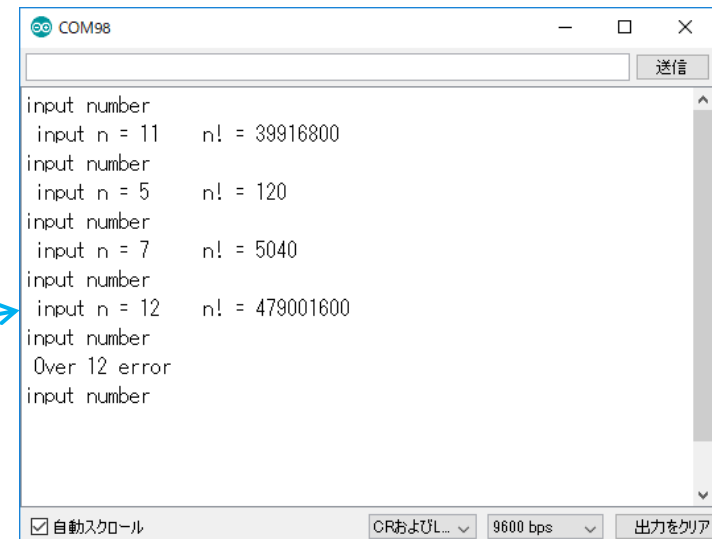 COM98
送信
input number
input n = 11 n! = 39916800
input number
input n = 5 n! = 120
input number
input n = 7 n! = 5040
input number
input n = 12 n! = 479001600
input number
Over 12 error
input number
自動スクロール CRおよびL... 9600 bps 出力をクリア